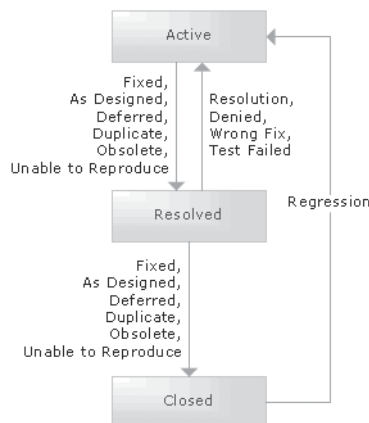 Active
Fixed,
As Designed,
Deferred,
Duplicate,
Obsolete,
Unable to Reproduce
Resolution,
Denied,
Wrong Fix,
Test Failed
Resolved
Regression
Fixed,
As Designed,
Deferred,
Duplicate,
Obsolete,
Unable to Reproduce
Closed